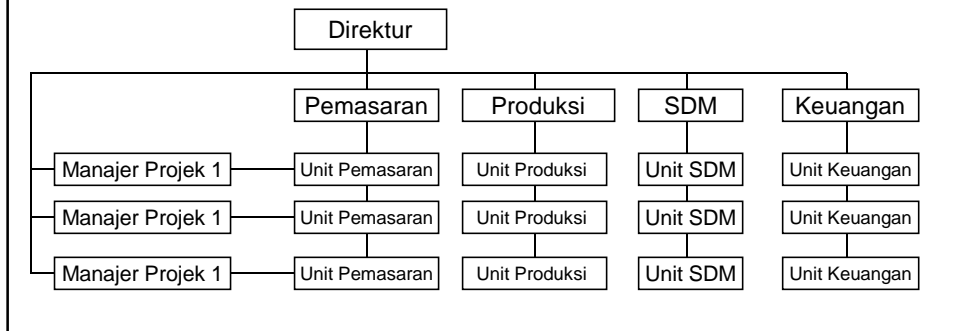 Direktur
Pemasaran Produksi SDM Keuangan
Manajer Projek 1 Unit Pemasaran Unit Produksi Unit SDM Unit Keuangan
Manajer Projek 1 Unit Pemasaran Unit Produksi Unit SDM Unit Keuangan
Manajer Projek 1 Unit Pemasaran Unit Produksi Unit SDM Unit Keuangan